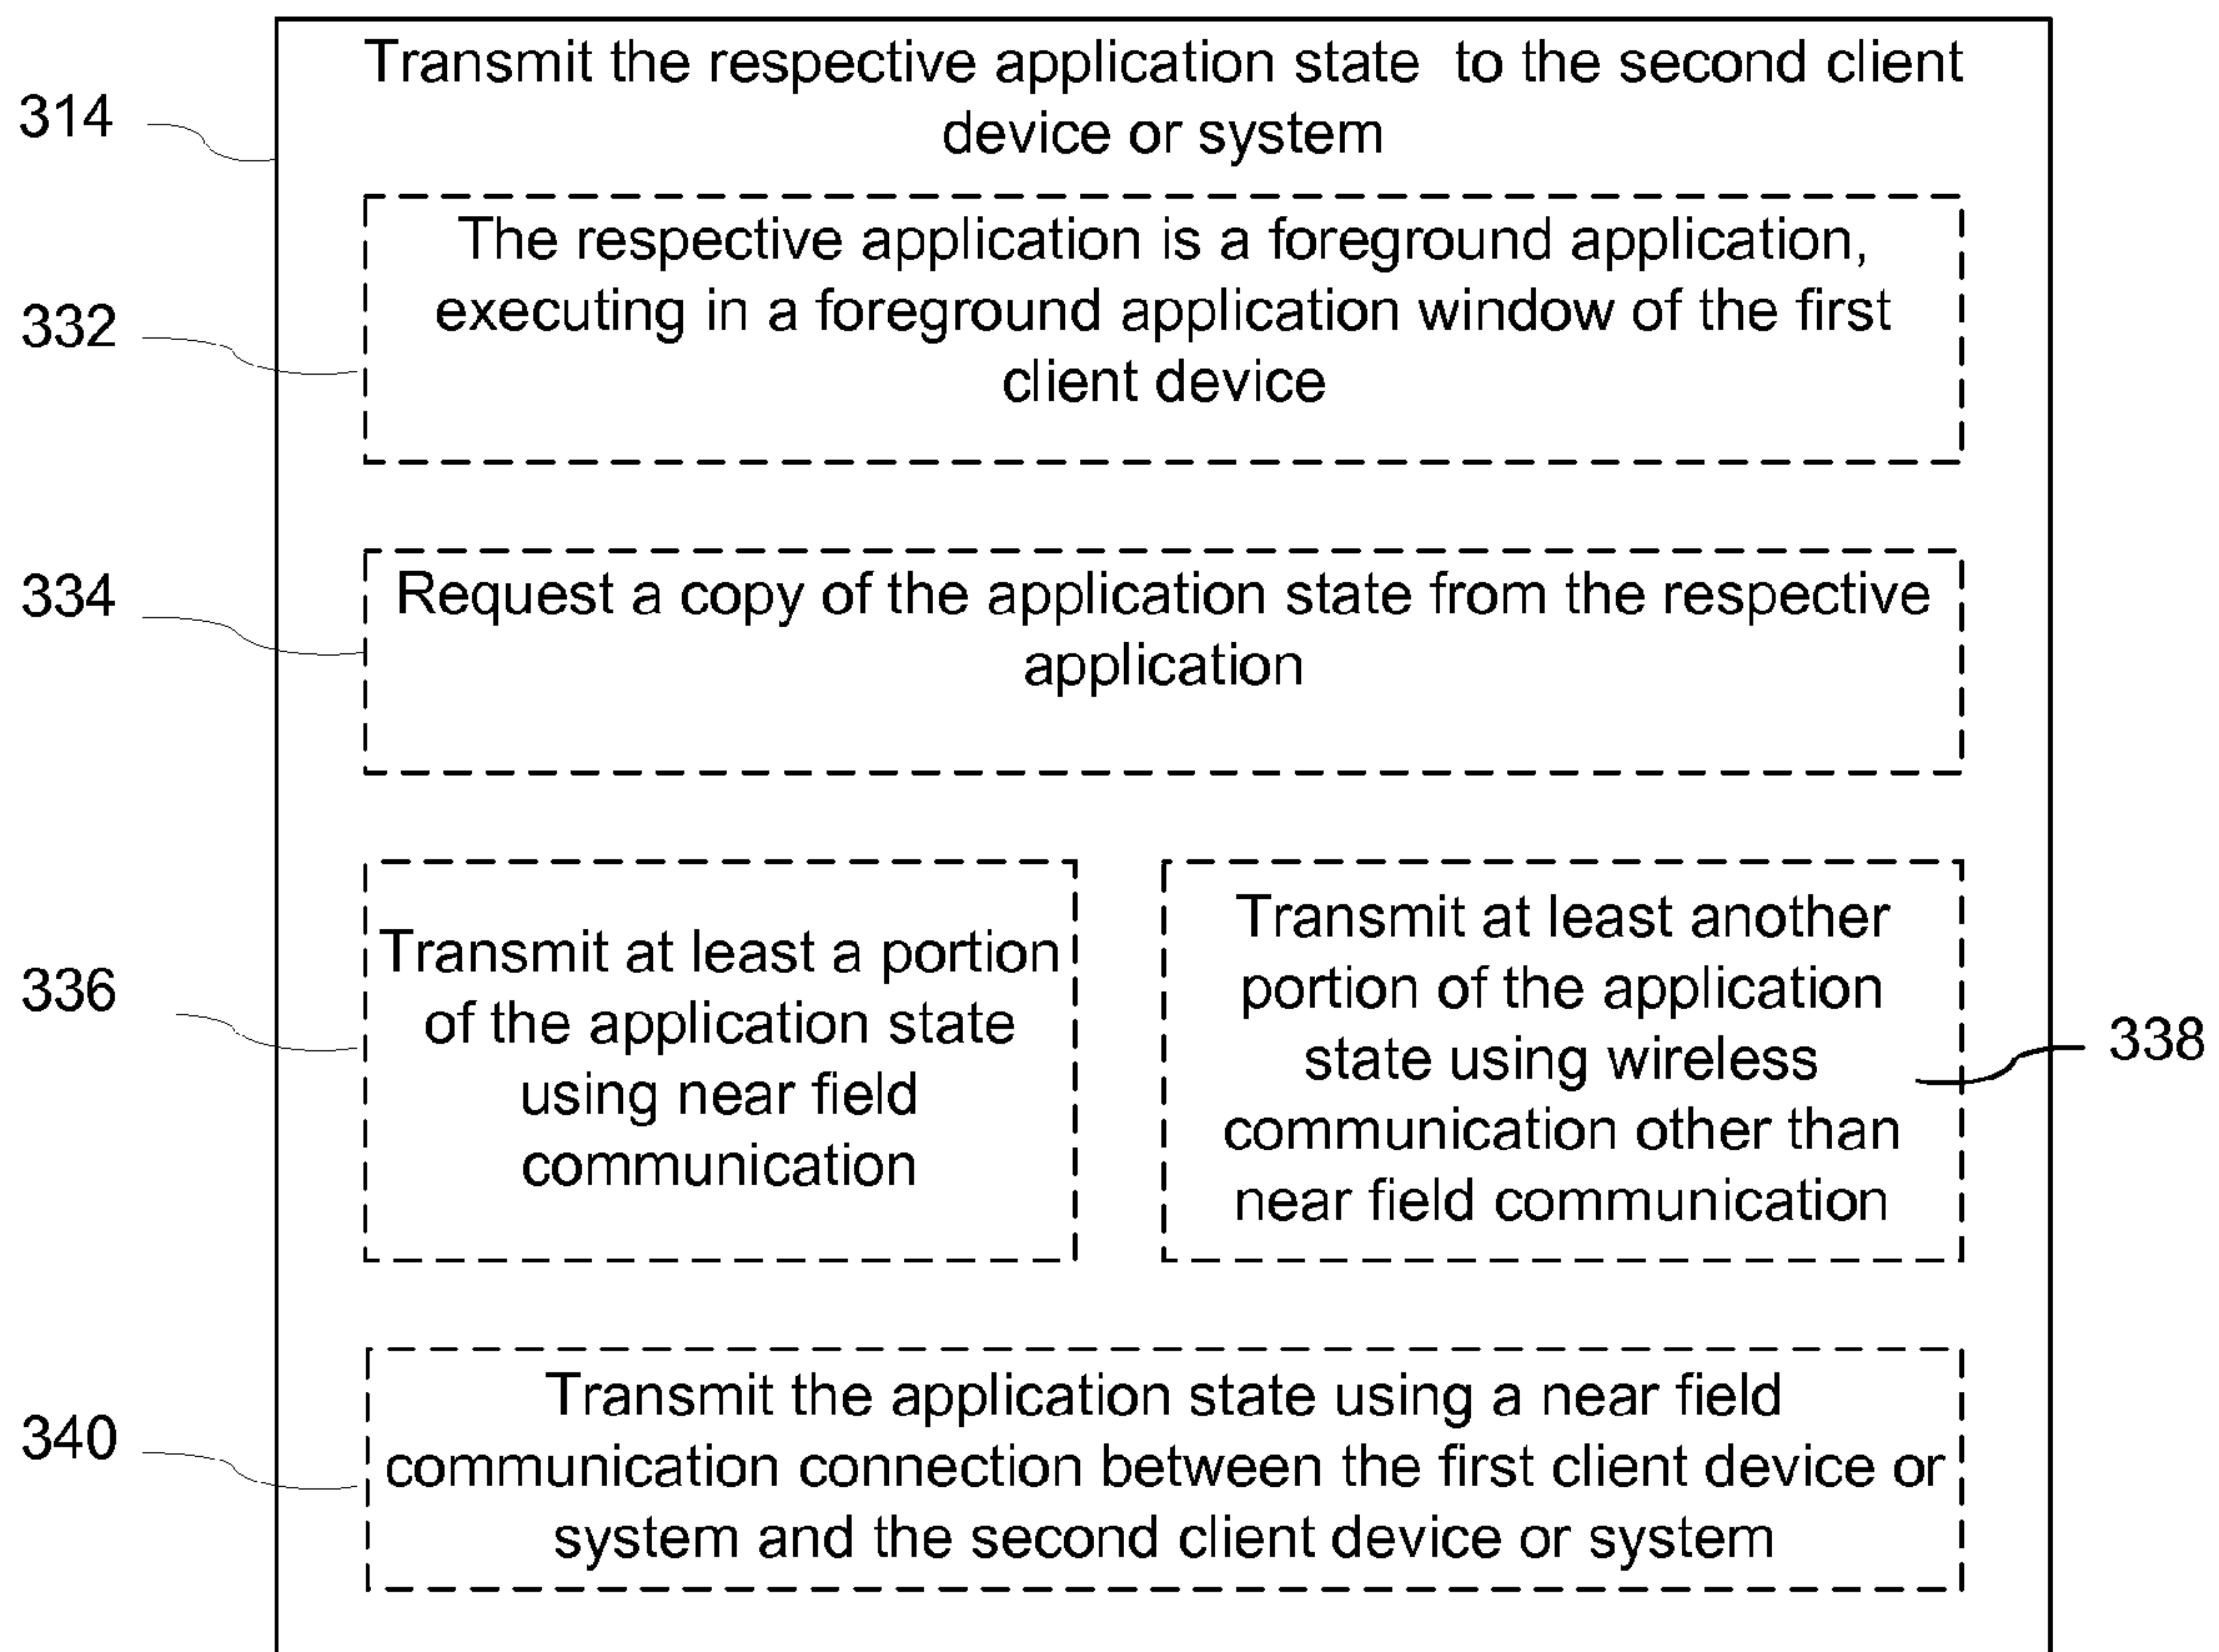 Transmit the respective application state to the second client
device or system
314
The respective application is a foreground application,
executing in a foreground application window of the first
client device
332
Request a copy of the application state from the respective
application
334
Transmit at least a portion
of the application state
using near field
communication
336
Transmit at least another
portion of the application
state using wireless
communication other than
near field communication
338
Transmit the application state using a near field
communication connection between the first client device or
system and the second client device or system
340